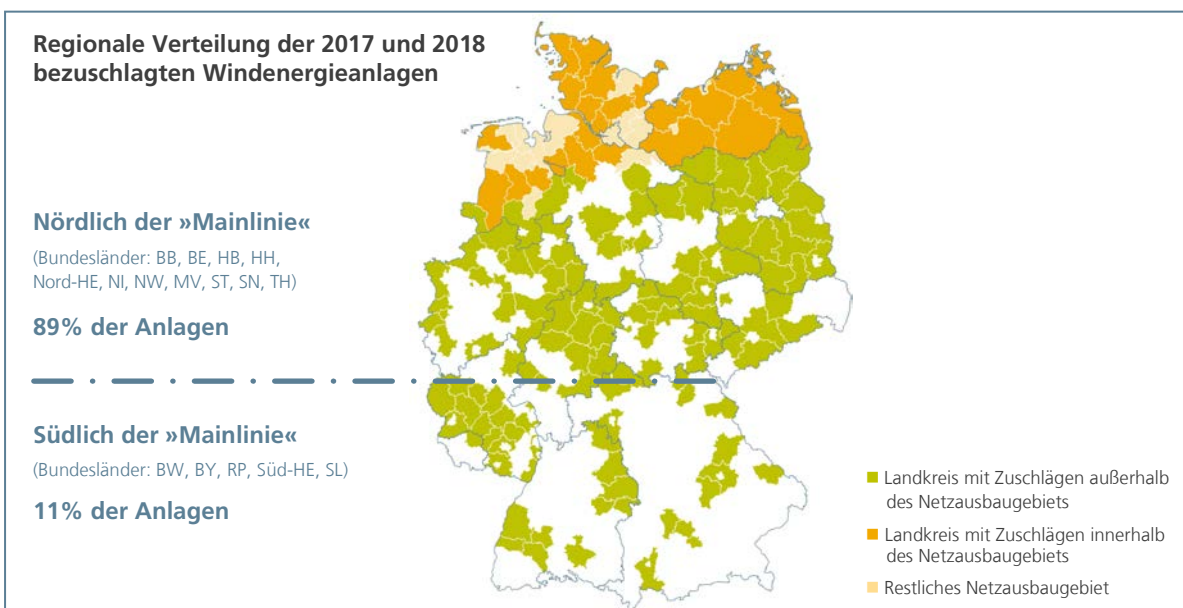 Regionale Verteilung der 2017 und 2018
bezuschlagten Windenergieanlagen
Nördlich der »Mainlinie«
(Bundesländer: BB, BE, HB, HH,
Nord-HE, NI, NW, MV, ST, SN, TH)
89% der Anlagen
Südlich der »Mainlinie«
(Bundesländer: BW, BY, RP, Süd-HE, SL)
11% der Anlagen
Landkreis mit Zuschlägen außerhalb
des Netzausbaugebiets
Landkreis mit Zuschlägen innerhalb
des Netzausbaugebiets
Restliches Netzausbaugebiet